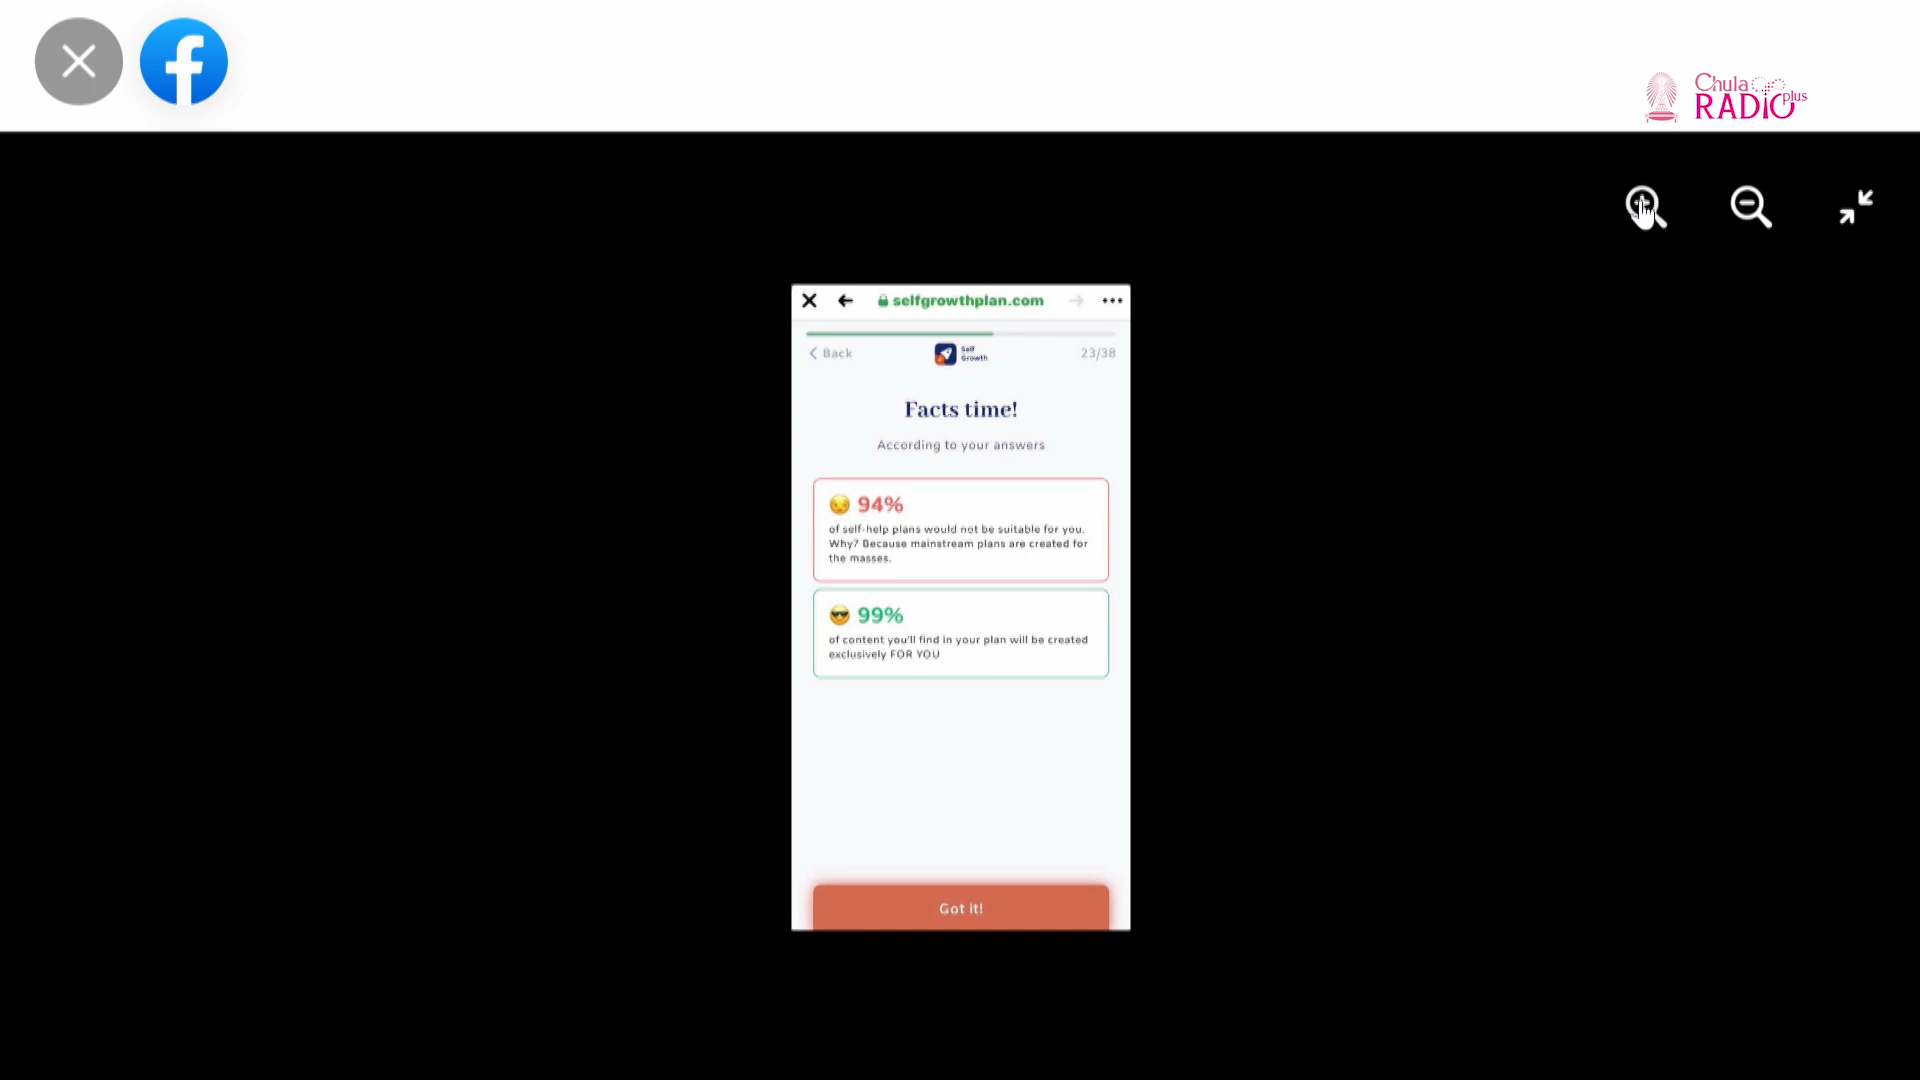 Chula
RADIO plus
selfgrowthplan.com
Back
Self
Growth
23/38
Facts time!
According to your answers
94%
of self-help plans would not be suitable for you.
Why? Because mainstream plans are created for
the masses.
99%
of content you'll find in your plan will be created
exclusively FOR YOU
Got it!